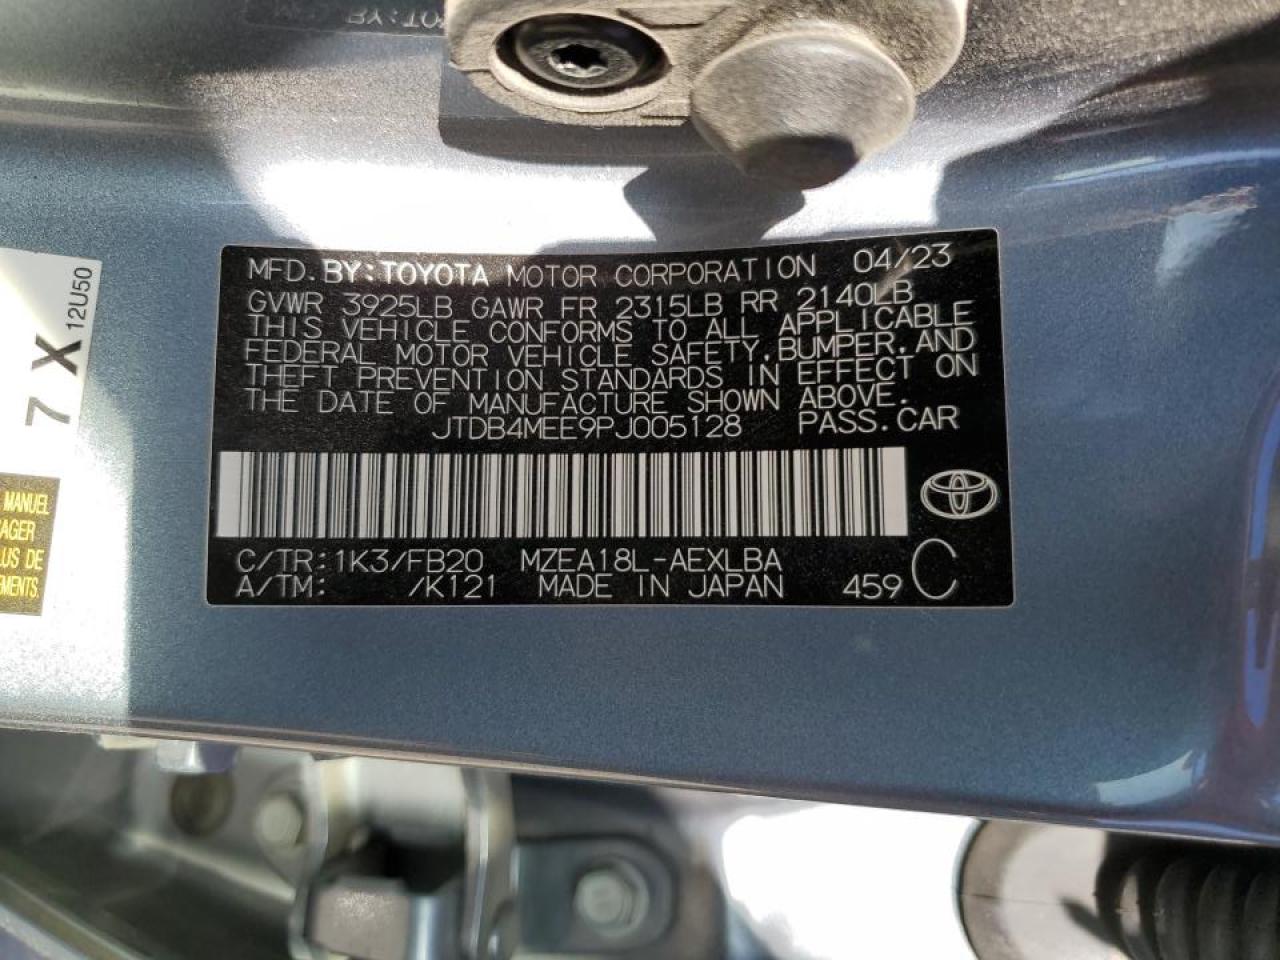 BY:TOY
MFD. BY: TOYOTA MOTOR CORPORATION 04/23
GVWR 3925LB GAWR FR 2315LB RR 2140LB
THIS VEHICLE CONFORMS TO ALL APPLICABLE
FEDERAL MOTOR VEHICLE SAFETY, BUMPER, AND
THEFT PREVENTION STANDARDS IN EFFECT ON
THE DATE OF MANUFACTURE SHOWN ABOVE.
JTDB4MEE9PJ005128 PASS.CAR
C/TR: 1K3/FB20 MZEA18L-AEXLBA
A/TM: /K121 MADE IN JAPAN 459 C
7 X 12U50
MANUEL
LUS DE